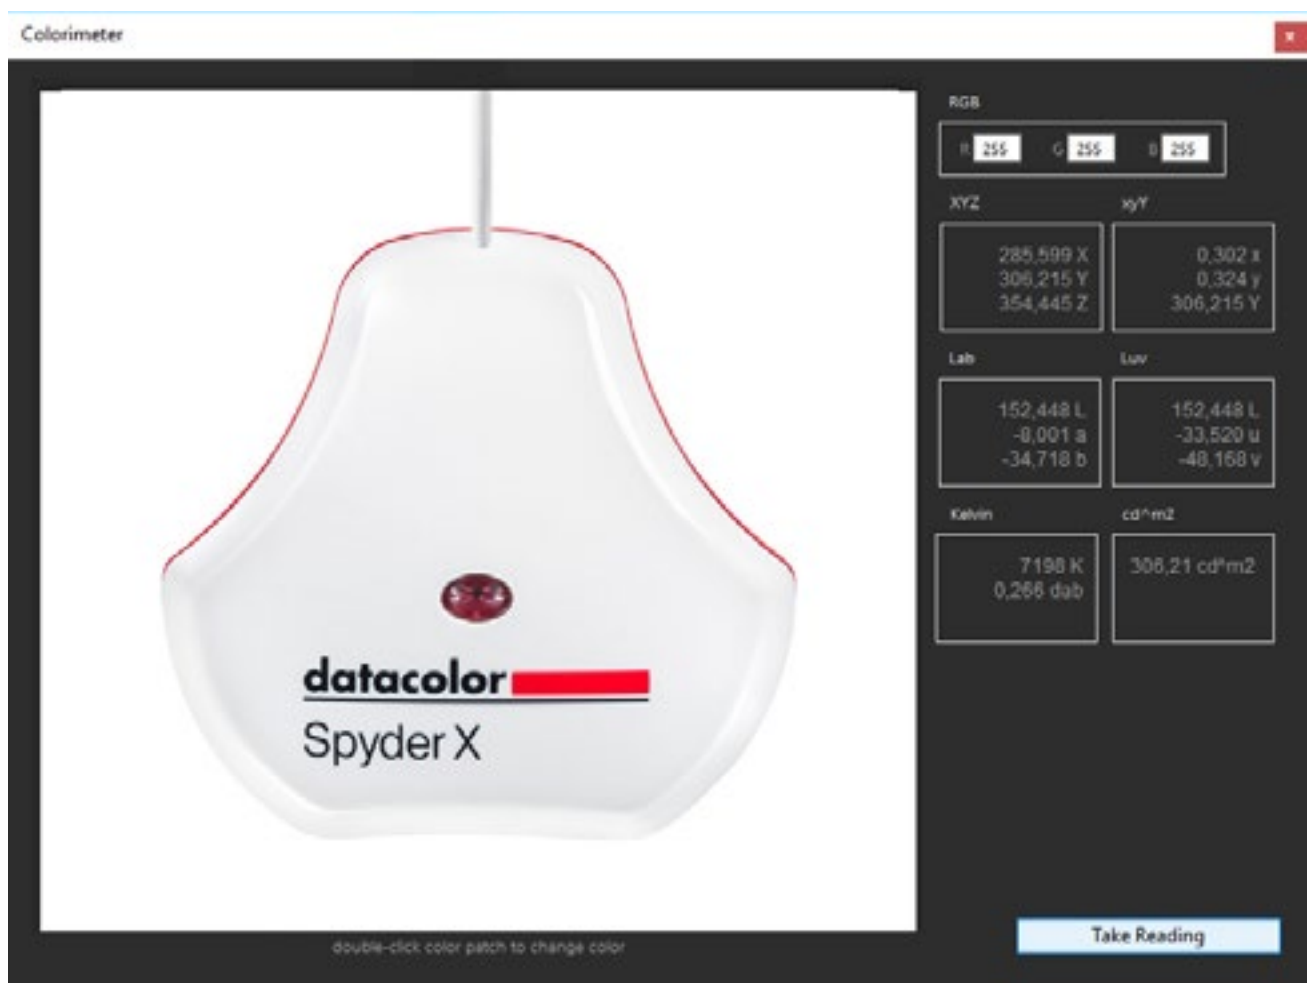 Colorimeter
x
RGB
R 255 G 255 B 255
XYZ
285,599 X
306,215 Y
354,445 Z
xyY
0,302 x
0,324 y
306,215 Y
Lab
152,448 L
-8,001 a
-34,718 b
Luv
152,448 L
-33,520 u
-48,168 v
Kelvin
7198 K
0,266 dab
cd^m2
306,21 cd^m2
datacolor
Spyder X
double-click color patch to change color
Take Reading